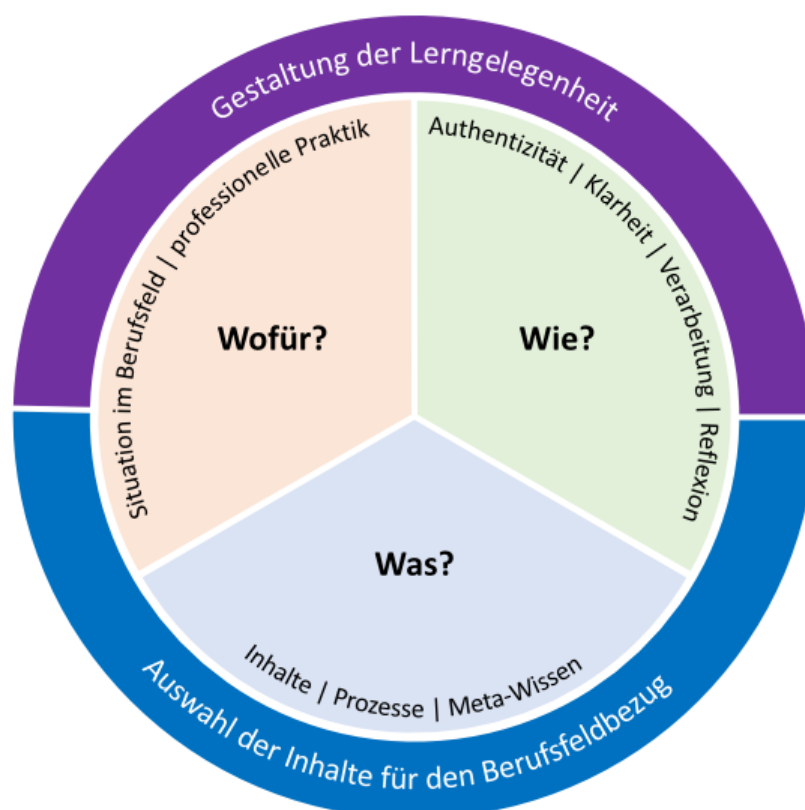 Gestaltung der Lerngelegenheit
Situation im Berufsfeld | professionelle Praktik
Authentizität | Klarheit | Verarbeitung | Reflexion
Wofür?
Wie?
Was?
Inhalte | Prozesse | Meta-Wissen
Auswahl der Inhalte für den Berufsfeldbezug